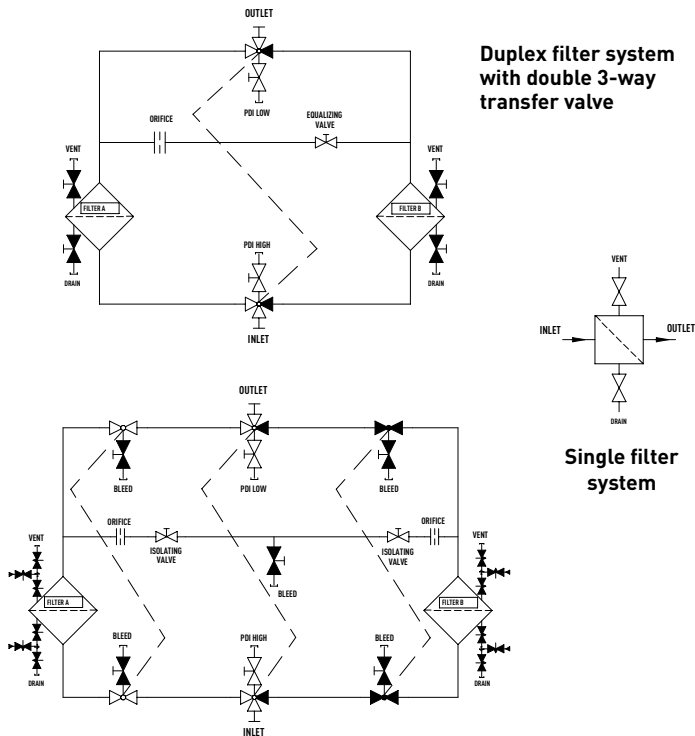 OUTLET
Duplex filter system
with double 3-way
transfer valve
PDI LOW
ORIFICE
EQUALIZING
VALVE
VENT
VENT
FILTER A
FILTER B
PDI HIGH
DRAIN
DRAIN
INLET
VENT
INLET
OUTLET
DRAIN
Single filter
system
OUTLET
BLEED
PDI LOW
BLEED
ORIFICE
ORIFICE
VENT
ISOLATING
VALVE
ISOLATING
VALVE
VENT
BLEED
FILTER A
FILTER B
BLEED
PDI HIGH
BLEED
DRAIN
DRAIN
INLET